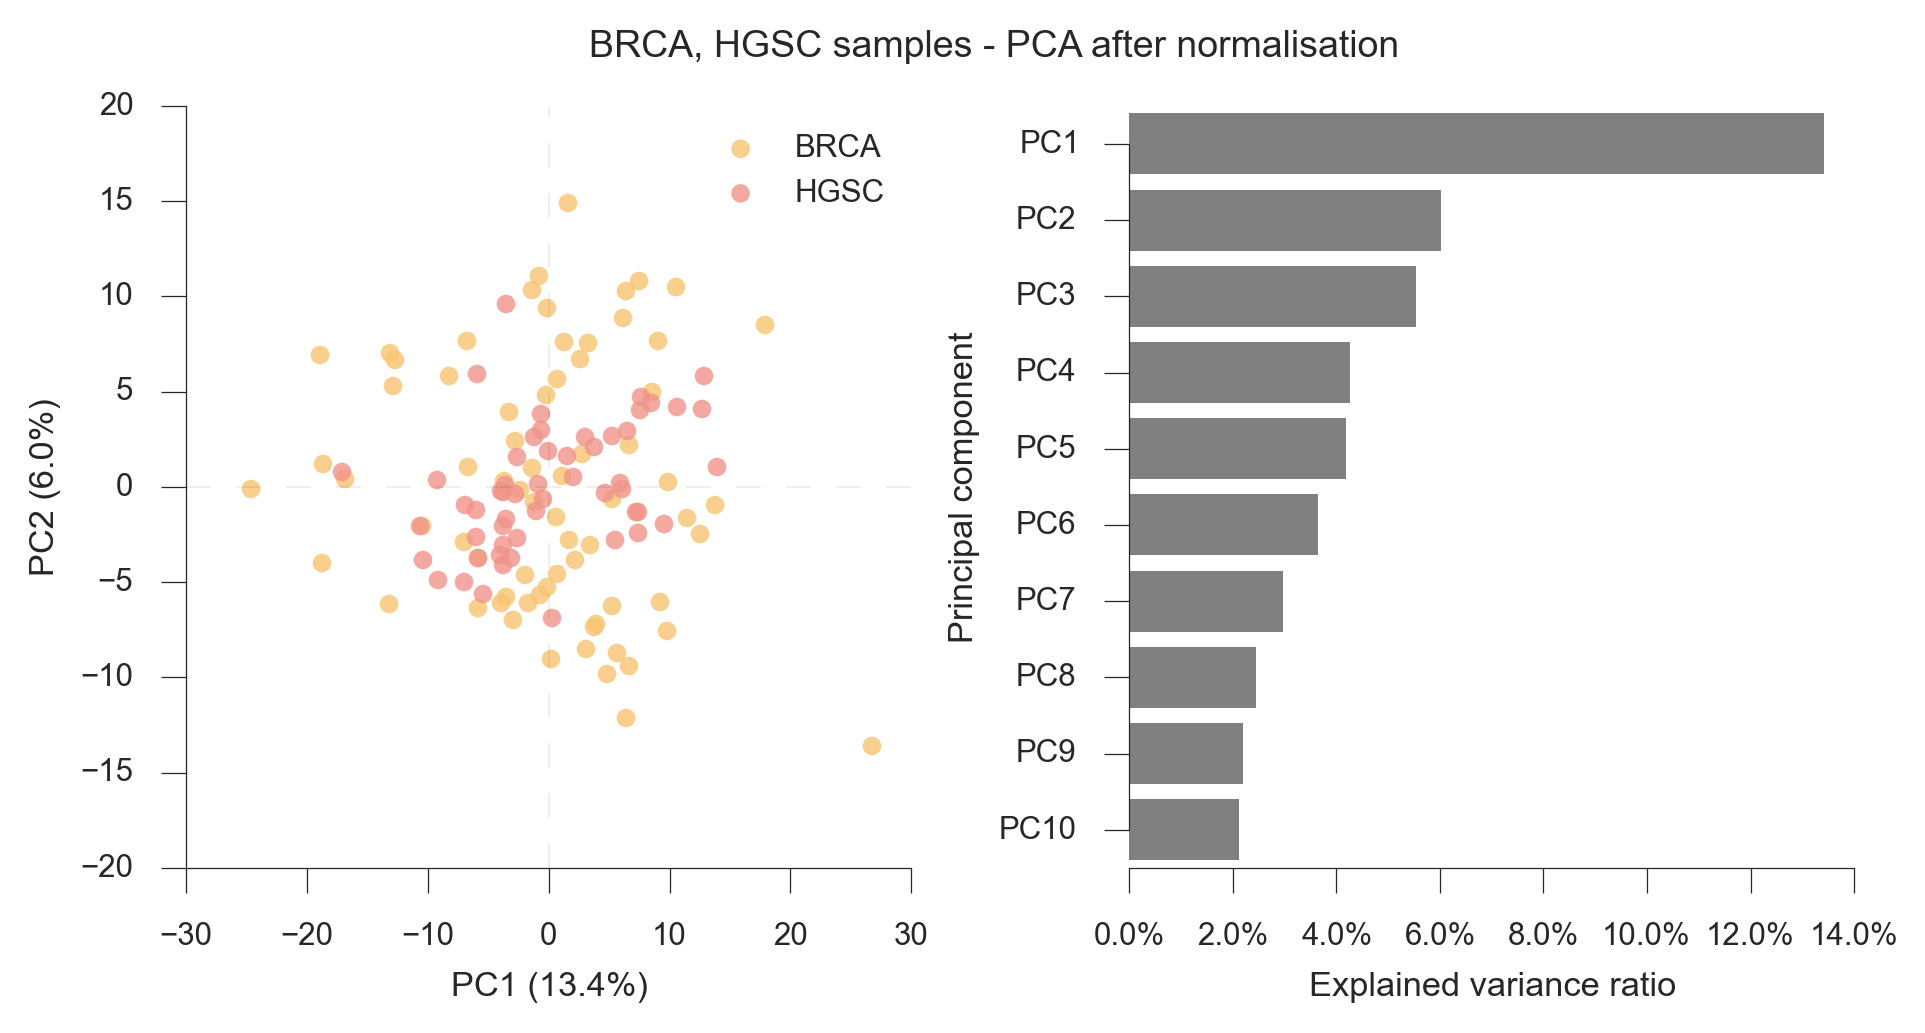 BRCA, HGSC samples - PCA after normalisation
BRCA
HGSC
20
15
10
5
0
−5
−10
−15
−20
PC2 (6.0%)
−30
−20
−10
0
10
20
30
PC1 (13.4%)
Principal component
PC1
PC2
PC3
PC4
PC5
PC6
PC7
PC8
PC9
PC10
0.0%
2.0%
4.0%
6.0%
8.0%
10.0%
12.0%
14.0%
Explained variance ratio